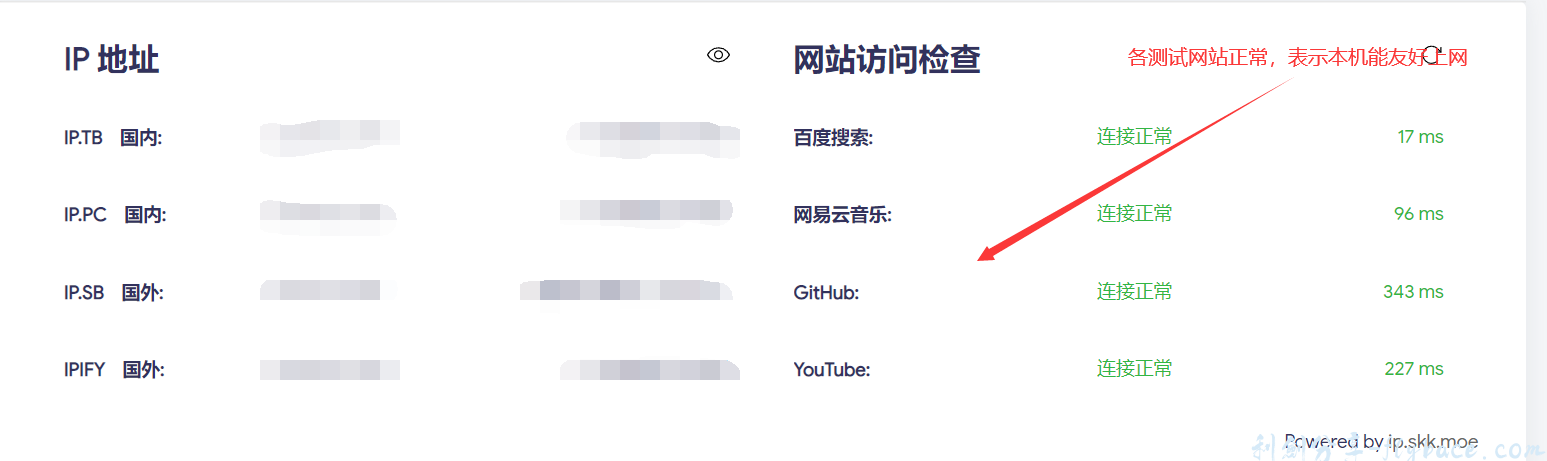 IP 地址
网站访问检查
各测试网站正常，表示本机能友好上网
IP.TB 国内:
百度搜索: 连接正常 17 ms
IP.PC 国内:
网易云音乐: 连接正常 96 ms
IP.SB 国外:
GitHub: 连接正常 343 ms
IPIFY 国外:
YouTube: 连接正常 227 ms
Powered by ip.skk.moe